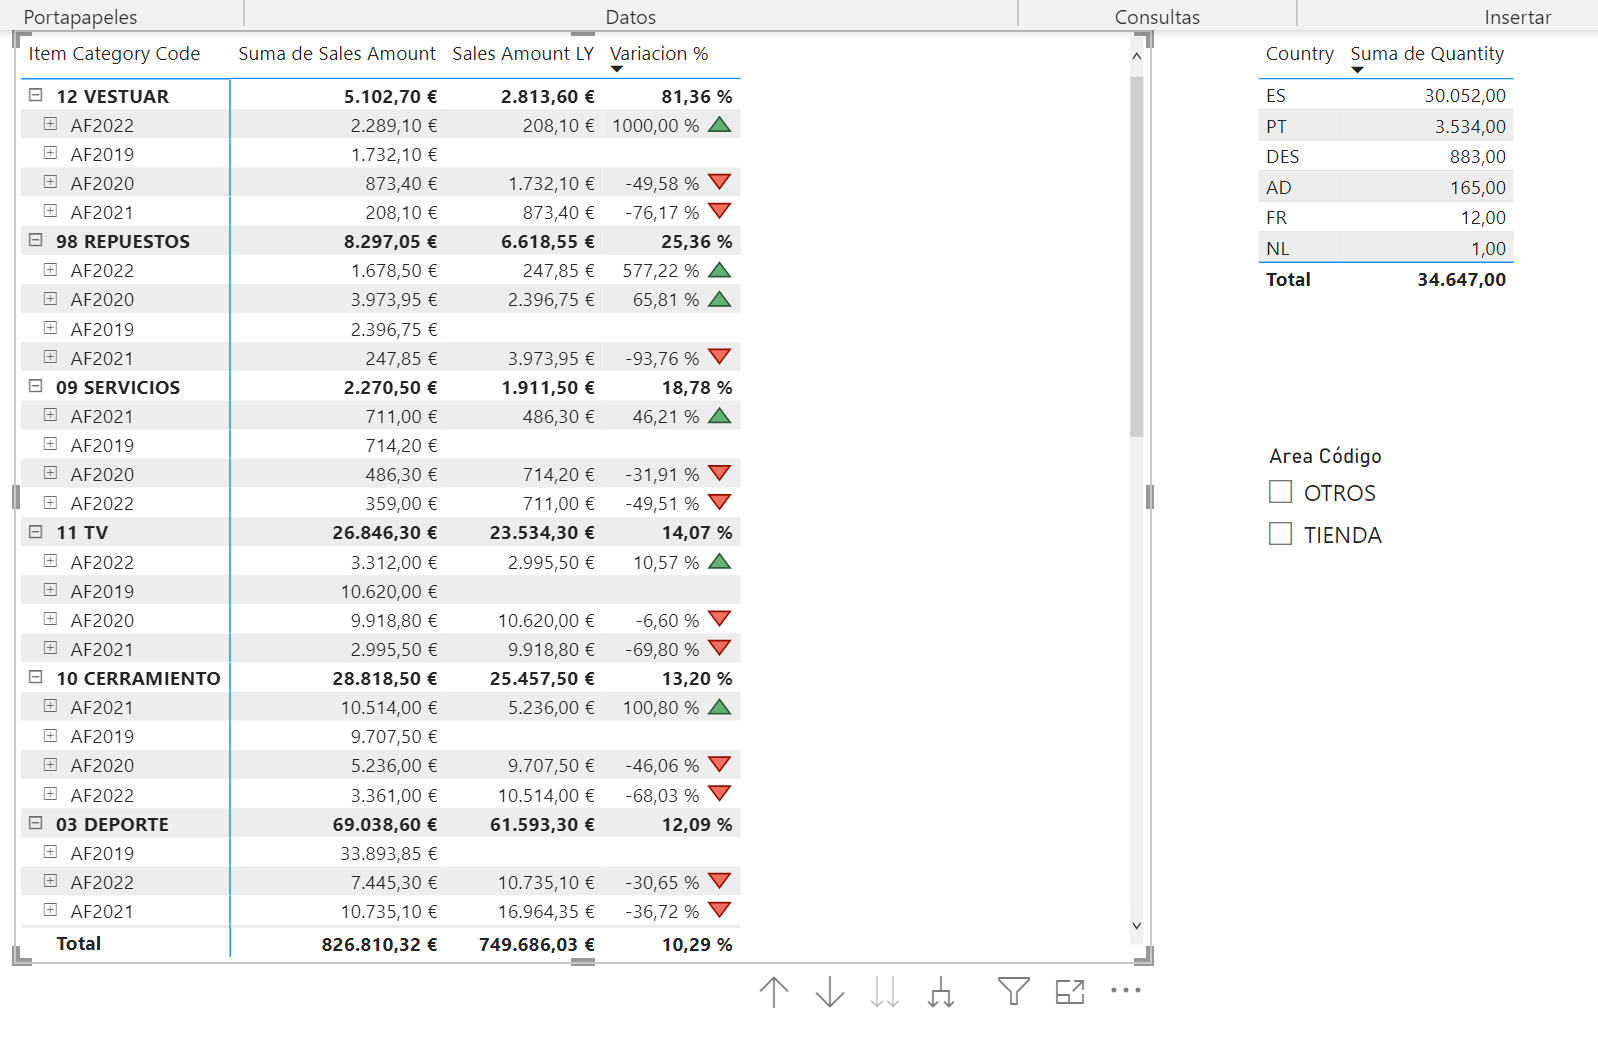 Portapapeles Datos Consultas Insertar
Item Category Code Suma de Sales Amount Sales Amount LY Variacion %
12 VESTUAR 5.102,70 € 2.813,60 € 81,36 %
AF2022 2.289,10 € 208,10 € 1000,00 %
AF2019 1.732,10 €
AF2020 873,40 € 1.732,10 € -49,58 %
AF2021 208,10 € 873,40 € -76,17 %
98 REPUESTOS 8.297,05 € 6.618,55 € 25,36 %
AF2022 1.678,50 € 247,85 € 577,22 %
AF2020 3.973,95 € 2.396,75 € 65,81 %
AF2019 2.396,75 €
AF2021 247,85 € 3.973,95 € -93,76 %
09 SERVICIOS 2.270,50 € 1.911,50 € 18,78 %
AF2021 711,00 € 486,30 € 46,21 %
AF2019 714,20 €
AF2020 486,30 € 714,20 € -31,91 %
AF2022 359,00 € 711,00 € -49,51 %
11 TV 26.846,30 € 23.534,30 € 14,07 %
AF2022 3.312,00 € 2.995,50 € 10,57 %
AF2019 10.620,00 €
AF2020 9.918,80 € 10.620,00 € -6,60 %
AF2021 2.995,50 € 9.918,80 € -69,80 %
10 CERRAMIENTO 28.818,50 € 25.457,50 € 13,20 %
AF2021 10.514,00 € 5.236,00 € 100,80 %
AF2019 9.707,50 €
AF2020 5.236,00 € 9.707,50 € -46,06 %
AF2022 3.361,00 € 10.514,00 € -68,03 %
03 DEPORTE 69.038,60 € 61.593,30 € 12,09 %
AF2019 33.893,85 €
AF2022 7.445,30 € 10.735,10 € -30,65 %
AF2021 10.735,10 € 16.964,35 € -36,72 %
Total 826.810,32 € 749.686,03 € 10,29 %
Country Suma de Quantity
ES 30.052,00
PT 3.534,00
DES 883,00
AD 165,00
FR 12,00
NL 1,00
Total 34.647,00
Area Código
OTROS
TIENDA